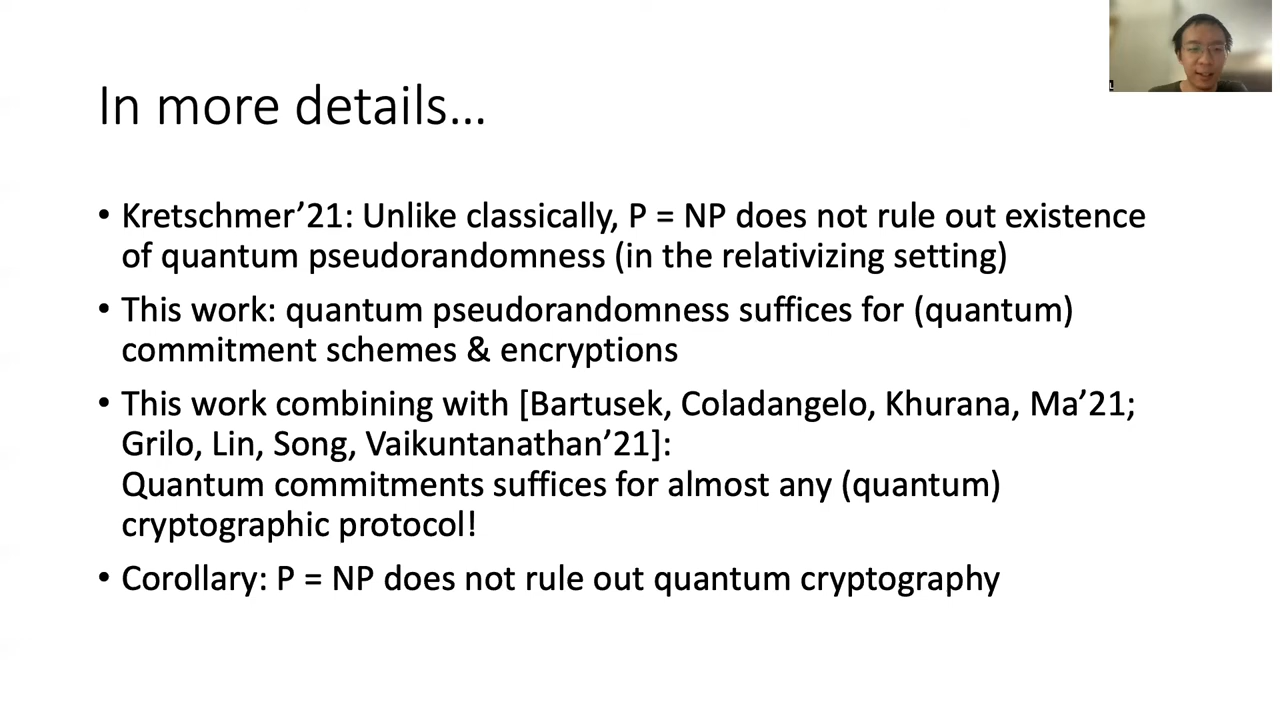 In more details...
• Kretschmer’21: Unlike classically, P = NP does not rule out existence
of quantum pseudorandomness (in the relativizing setting)
• This work: quantum pseudorandomness suffices for (quantum)
commitment schemes & encryptions
• This work combining with [Bartusek, Coladangelo, Khurana, Ma’21;
Grilo, Lin, Song, Vaikuntanathan’21]:
Quantum commitments suffices for almost any (quantum)
cryptographic protocol!
• Corollary: P = NP does not rule out quantum cryptography